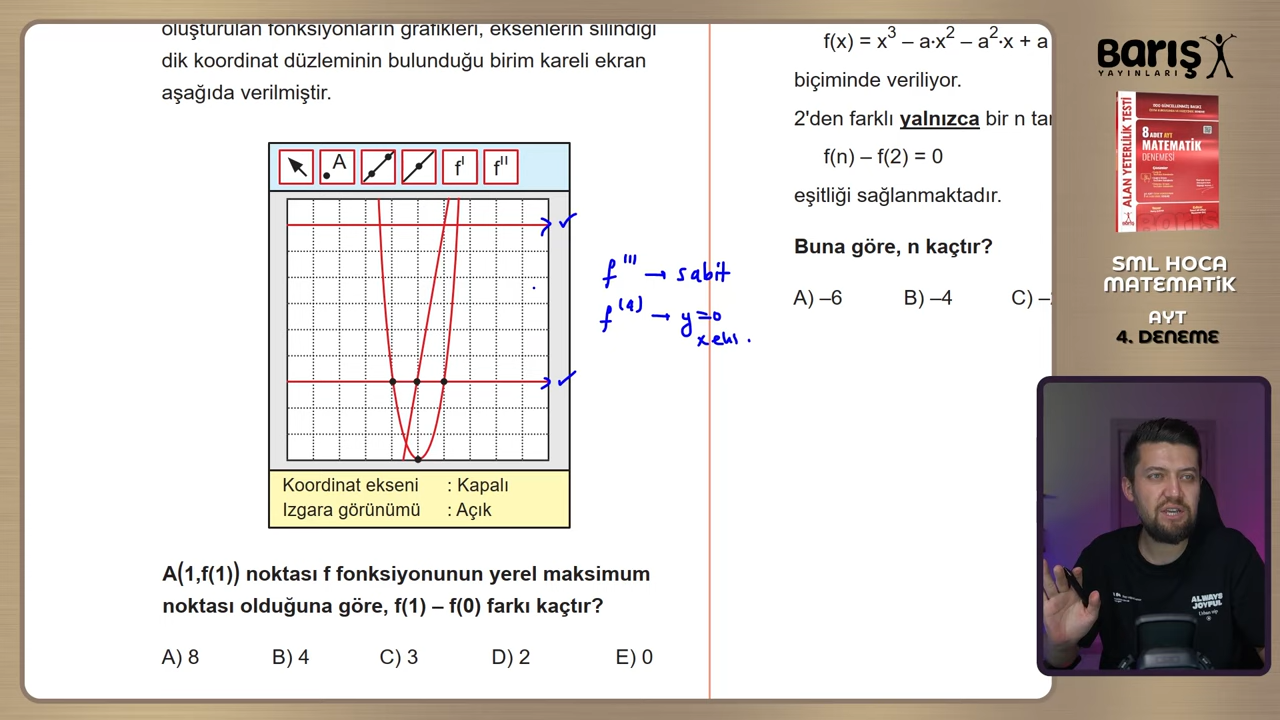 oluşturulan fonksiyonların grafikleri, eksenlerin silindiği
dik koordinat düzleminin bulunduğu birim kareli ekran
aşağıda verilmiştir.
A
f'
f''
Koordinat ekseni : Kapalı
Izgara görünümü : Açık
f''' → sabit
f(4) → y=0
x eks.
A(1,f(1)) noktası f fonksiyonunun yerel maksimum
noktası olduğuna göre, f(1) – f(0) farkı kaçtır?
A) 8 B) 4 C) 3 D) 2 E) 0
f(x) = x³ – a·x² – a²·x + a
biçiminde veriliyor.
2'den farklı yalnızca bir n
f(n) – f(2) = 0
eşitliği sağlanmaktadır.
Buna göre, n kaçtır?
A) –6 B) –4 C) –
BARIŞ
YAYINLARI
ALAN YETERLİLİK TESTİ
8 ADET AYT
MATEMATİK
DENEMESİ
BARIŞ
SML HOCA
MATEMATİK
AYT
4. DENEME
ALWAYS
JOYFUL